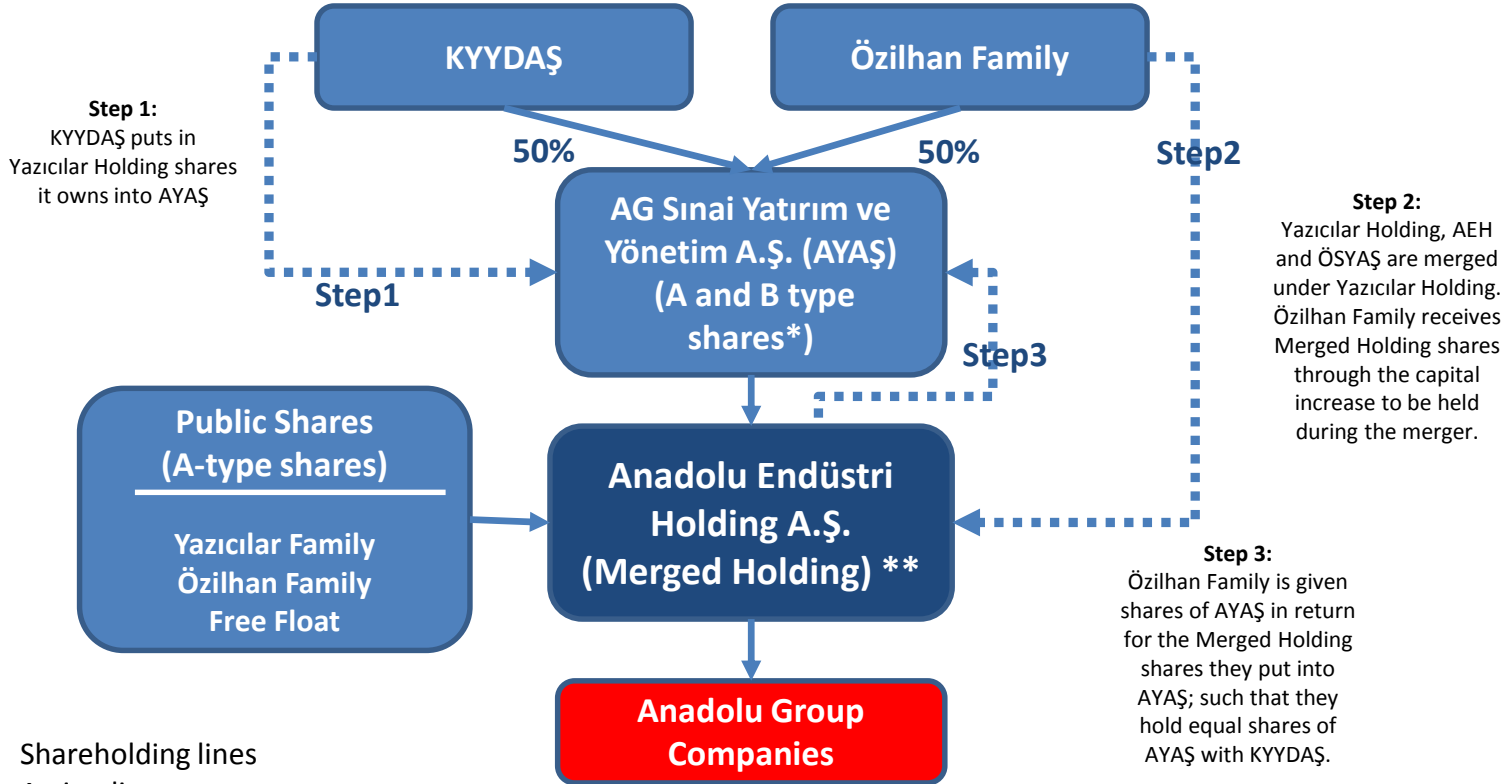 KYYDAŞ
Özilhan Family
Step 1:
KYYDAŞ puts in
Yazıcılar Holding shares
it owns into AYAŞ
50%
50%
Step2
AG Sınai Yatırım ve
Yönetim A.Ş. (AYAŞ)
(A and B type
shares*)
Step1
Step3
Step 2:
Yazıcılar Holding, AEH
and ÖSYAŞ are merged
under Yazıcılar Holding.
Özilhan Family receives
Merged Holding shares
through the capital
increase to be held
during the merger.
Public Shares
(A-type shares)
Yazıcılar Family
Özilhan Family
Free Float
Anadolu Endüstri
Holding A.Ş.
(Merged Holding) **
Step 3:
Özilhan Family is given
shares of AYAŞ in return
for the Merged Holding
shares they put into
AYAŞ; such that they
hold equal shares of
AYAŞ with KYYDAŞ.
Anadolu Group
Companies
Shareholding lines